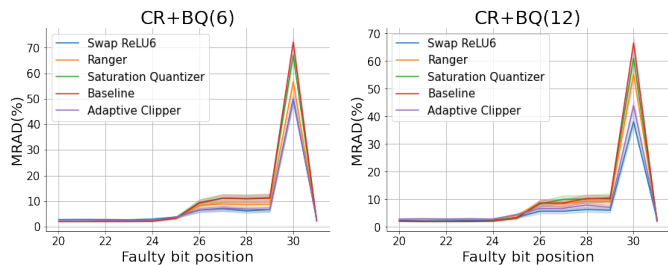 CR+BQ(6)
70
60
50
40
30
20
10
0
MRAD(%)
Swap ReLU6
Ranger
Saturation Quantizer
Baseline
Adaptive Clipper
20 22 24 26 28 30
Faulty bit position
CR+BQ(12)
70
60
50
40
30
20
10
0
MRAD(%)
Swap ReLU6
Ranger
Saturation Quantizer
Baseline
Adaptive Clipper
20 22 24 26 28 30
Faulty bit position